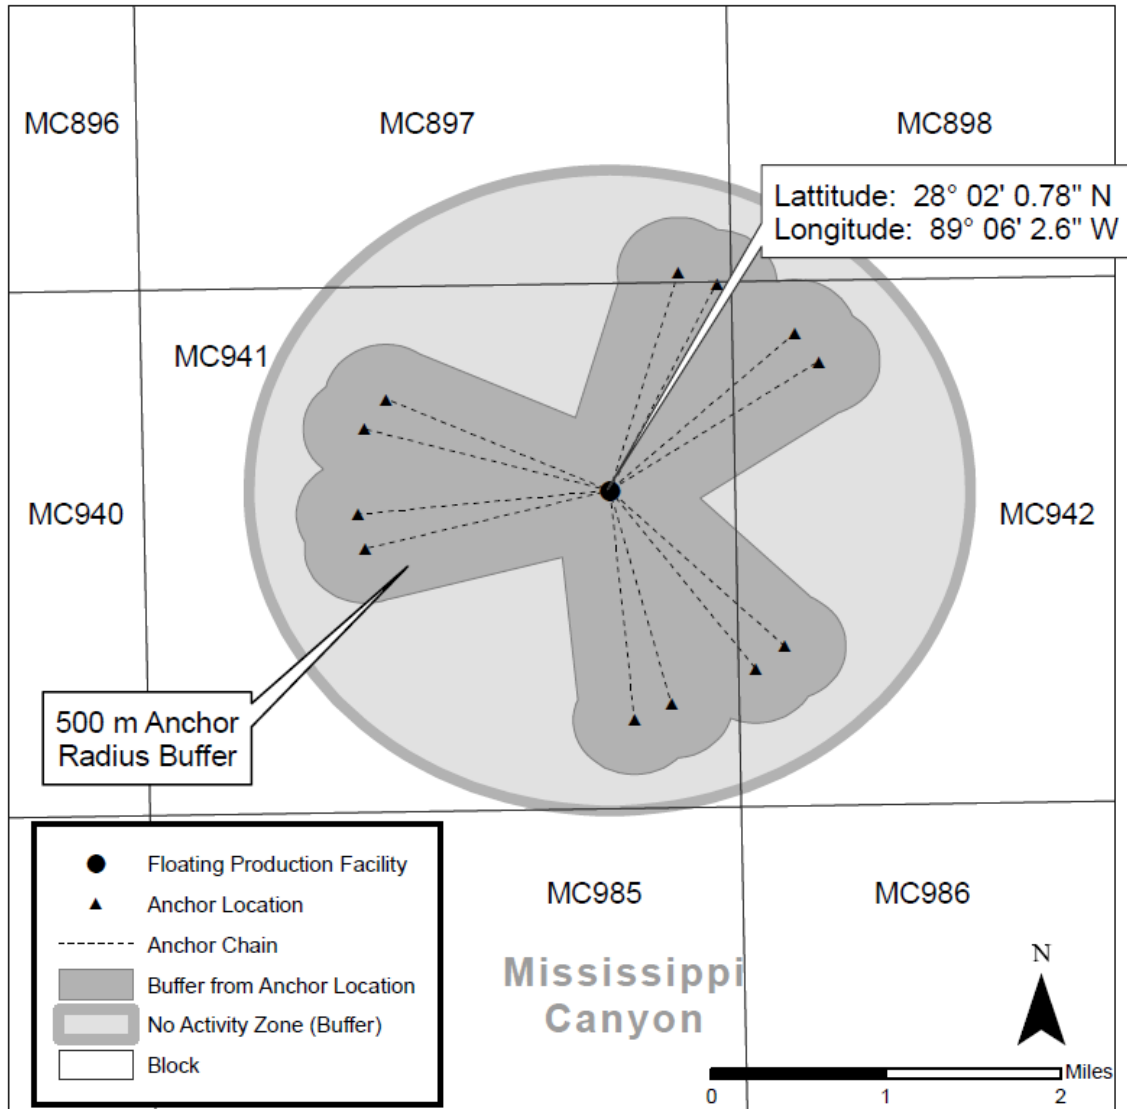 MC896
MC897
MC898
Lattitude: 28° 02' 0.78" N
Longitude: 89° 06' 2.6" W
MC941
MC940
MC942
500 m Anchor
Radius Buffer
MC985
MC986
Floating Production Facility
Anchor Location
Anchor Chain
Buffer from Anchor Location
No Activity Zone (Buffer)
Block
Mississippi
Canyon
N
Miles
0 1 2